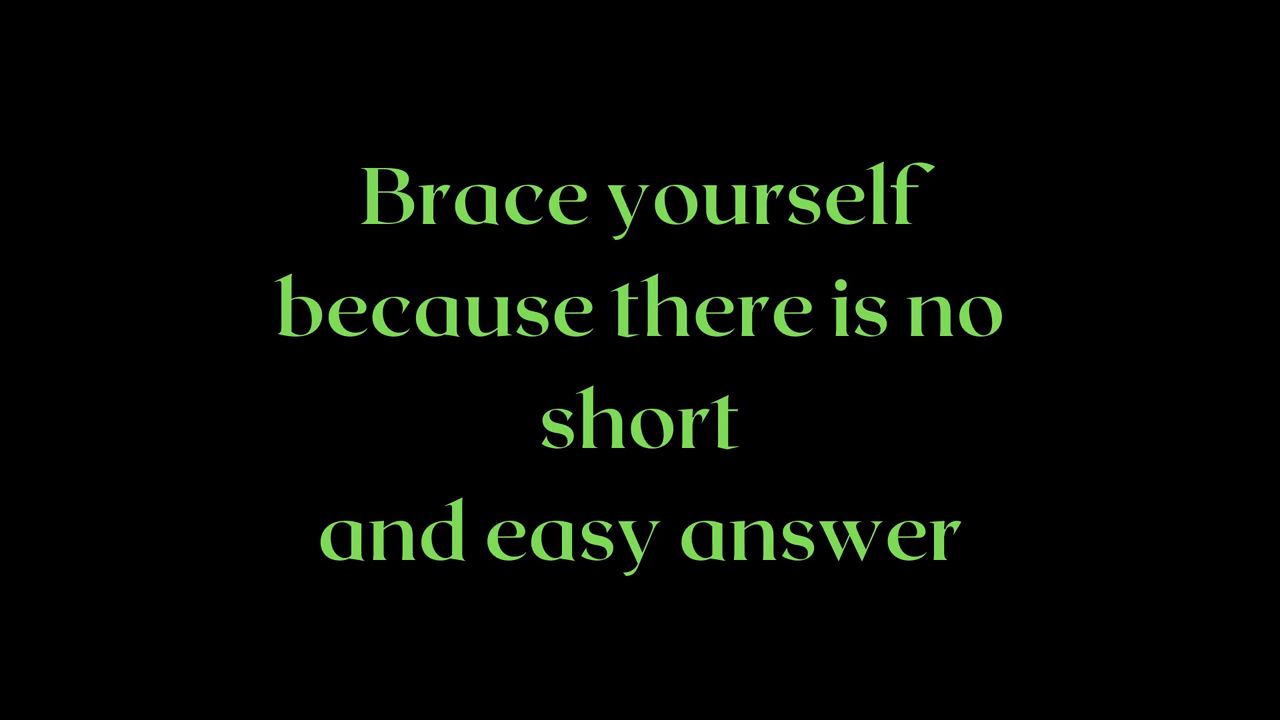 Brace yourself
because there is no
short
and easy answer